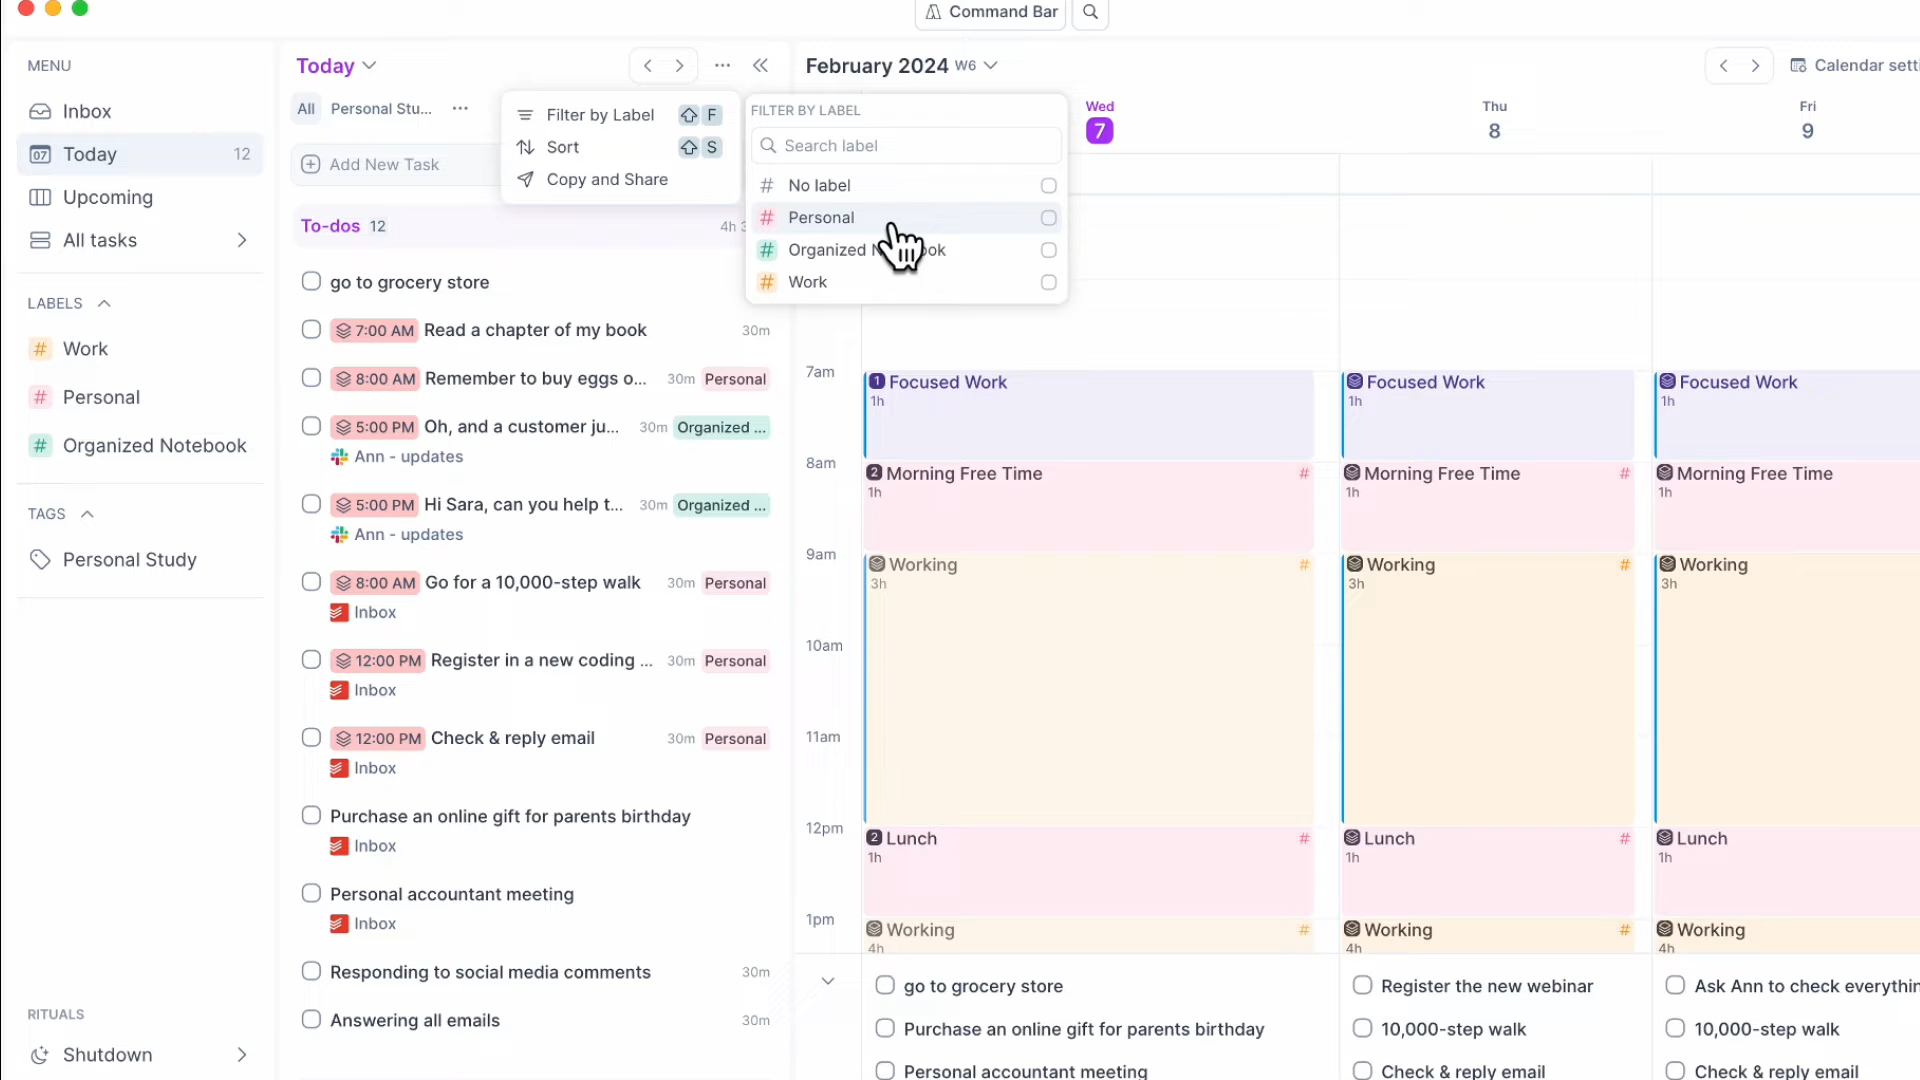 Command Bar
MENU
Inbox
07 Today 12
Upcoming
All tasks
LABELS
# Work
# Personal
# Organized Notebook
TAGS
Personal Study
RITUALS
Shutdown
Today
All Personal Stu... ...
Add New Task
To-dos 12 4h
go to grocery store
7:00 AM Read a chapter of my book 30m
8:00 AM Remember to buy eggs o... 30m Personal
5:00 PM Oh, and a customer ju... 30m Organized ...
Ann - updates
5:00 PM Hi Sara, can you help t... 30m Organized ...
Ann - updates
8:00 AM Go for a 10,000-step walk 30m Personal
Inbox
12:00 PM Register in a new coding ... 30m Personal
Inbox
12:00 PM Check & reply email 30m Personal
Inbox
Purchase an online gift for parents birthday
Inbox
Personal accountant meeting
Inbox
Responding to social media comments 30m
Answering all emails 30m
Filter by Label F
Sort S
Copy and Share
FILTER BY LABEL
Search label
# No label
# Personal
# Organized
# Work
February 2024 W6
Calendar setti
Wed
7
Thu
8
Fri
9
7am
8am
9am
10am
11am
12pm
1pm
1 Focused Work
1h
2 Morning Free Time #
1h
Working #
3h
2 Lunch #
1h
Working #
4h
go to grocery store
Purchase an online gift for parents birthday
Personal accountant meeting
Focused Work
1h
Morning Free Time #
1h
Working #
3h
Lunch #
1h
Working #
4h
Register the new webinar
10,000-step walk
Check & reply email
Focused Work
1h
Morning Free Time
1h
Working
3h
Lunch
1h
Working
4h
Ask Ann to check everythin
10,000-step walk
Check & reply email